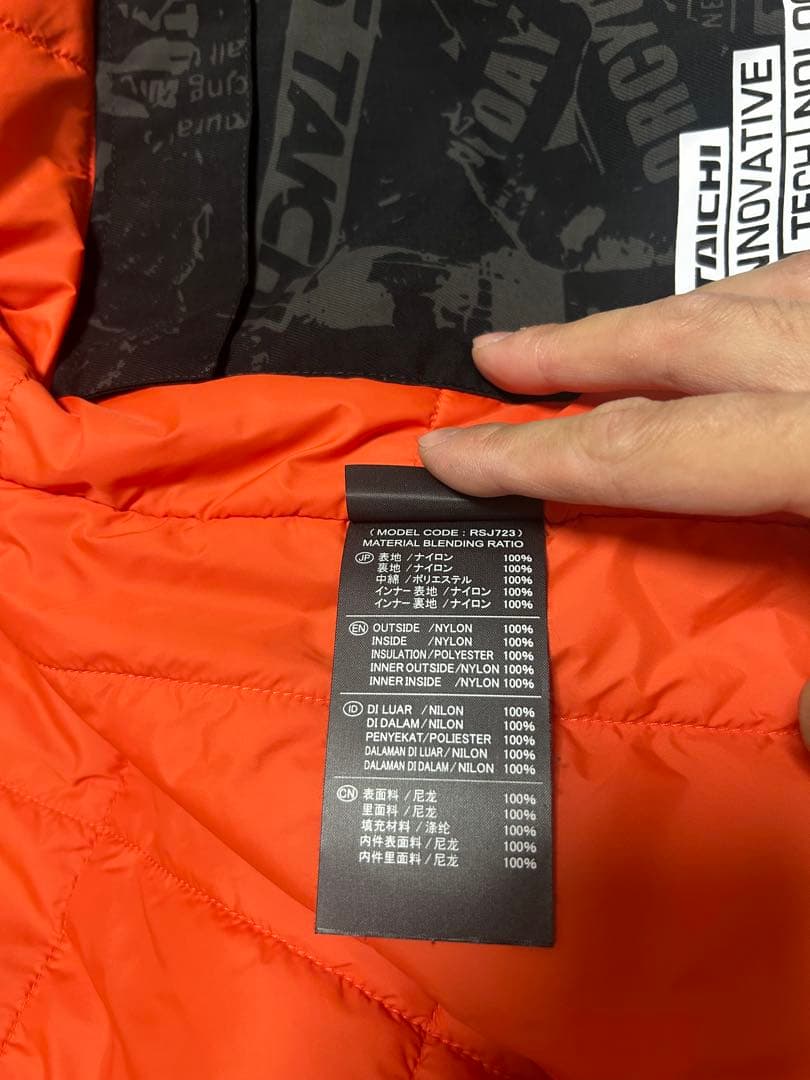 TAICHI
DAY
TAICHI
INNOVATIVE
(MODEL CODE : RSJ723)
MATERIAL BLENDING RATIO
JP 表地 /ナイロン 100%
裏地 /ナイロン 100%
中綿 /ポリエステル 100%
インナー 表地 / ナイロン 100%
インナー 裏地 / ナイロン 100%
EN OUTSIDE /NYLON 100%
INSIDE /NYLON 100%
INSULATION/POLYESTER 100%
INNER OUTSIDE/NYLON 100%
INNER INSIDE /NYLON 100%
ID DI LUAR /NILON 100%
DI DALAM/NILON 100%
PENYEKAT/POLIESTER 100%
DALAMAN DI LUAR/ NILON 100%
DALAMAN DI DALAM / NILON 100%
CN 表面料 / 尼龙 100%
里面料 / 尼龙 100%
填充材料 / 涤纶 100%
内件表面料 / 尼龙 100%
内件里面料 / 尼龙 100%